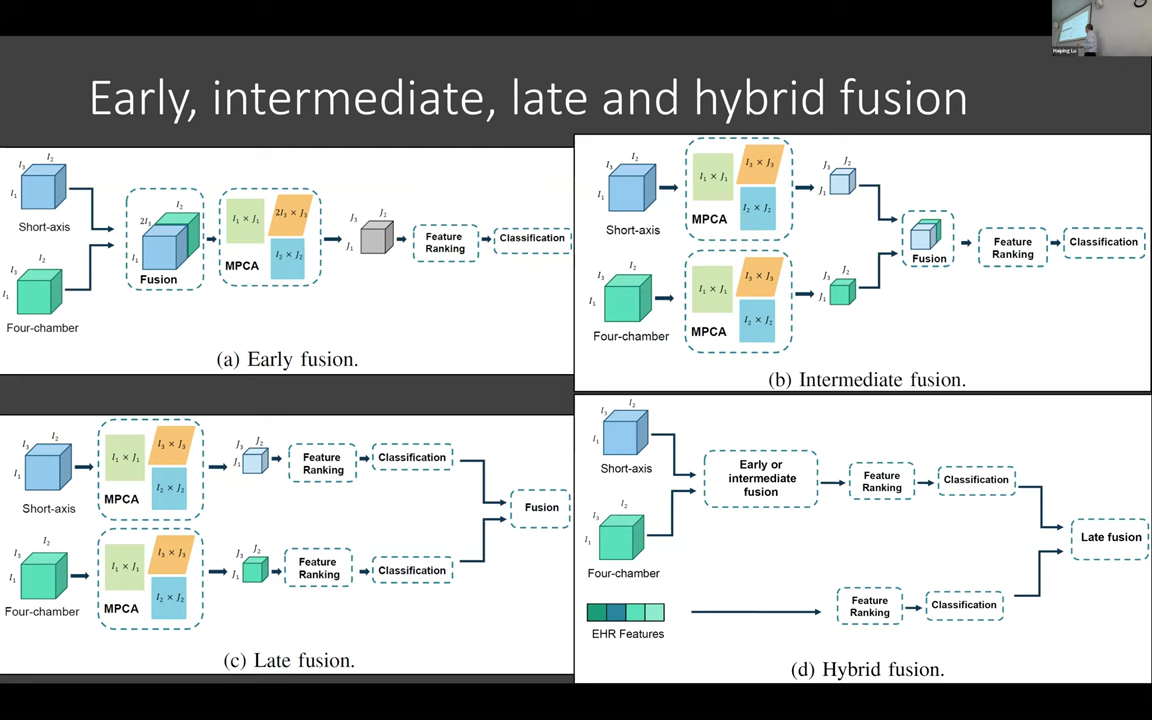 Haiping Lu
Early, intermediate, late and hybrid fusion
I₃
I₂
I₁
Short-axis
I₃
I₂
I₁
Four-chamber
2I₃
I₂
I₁
Fusion
I₁ × J₁
2I₃ × J₃
I₂ × J₂
MPCA
J₃
J₂
J₁
Feature
Ranking
Classification
(a) Early fusion.
I₃
I₂
I₁
Short-axis
I₁ × J₁
I₃ × J₃
I₂ × J₂
MPCA
J₃
J₂
J₁
I₃
I₂
I₁
Four-chamber
I₁ × J₁
I₃ × J₃
I₂ × J₂
MPCA
J₃
J₂
J₁
Fusion
Feature
Ranking
Classification
(b) Intermediate fusion.
I₃
I₂
I₁
Short-axis
I₁ × J₁
I₃ × J₃
I₂ × J₂
MPCA
J₃
J₂
J₁
Feature
Ranking
Classification
I₃
I₂
I₁
Four-chamber
I₁ × J₁
I₃ × J₃
I₂ × J₂
MPCA
J₃
J₂
J₁
Feature
Ranking
Classification
Fusion
(c) Late fusion.
I₃
I₂
I₁
Short-axis
I₃
I₂
I₁
Four-chamber
Early or
intermediate
fusion
Feature
Ranking
Classification
EHR Features
Feature
Ranking
Classification
Late fusion
(d) Hybrid fusion.